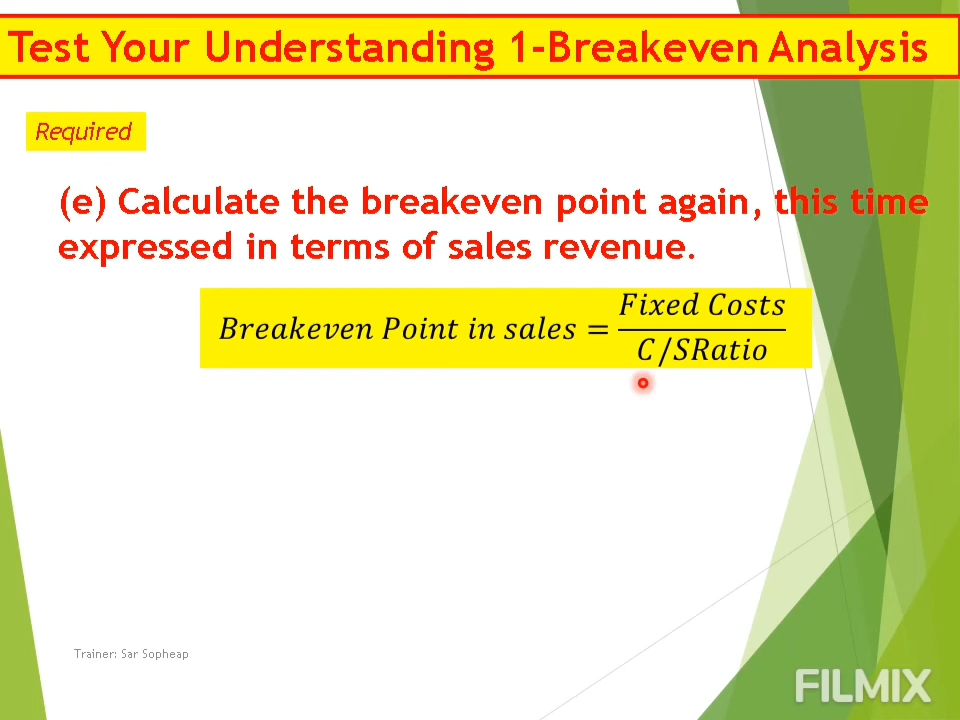 Test Your Understanding 1-Breakeven Analysis
Required
(e) Calculate the breakeven point again, this time
expressed in terms of sales revenue.
Breakeven Point in sales = Fixed Costs / C/SRatio
Trainer: Sar Sopheap
FILMIX